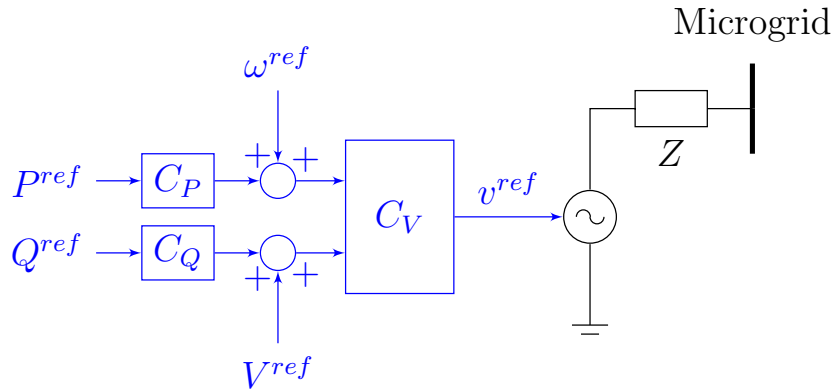 Microgrid
ω^{ref}
+ +
P^{ref} C_P
Z
C_V
v^{ref}
Q^{ref} C_Q
+ +
V^{ref}